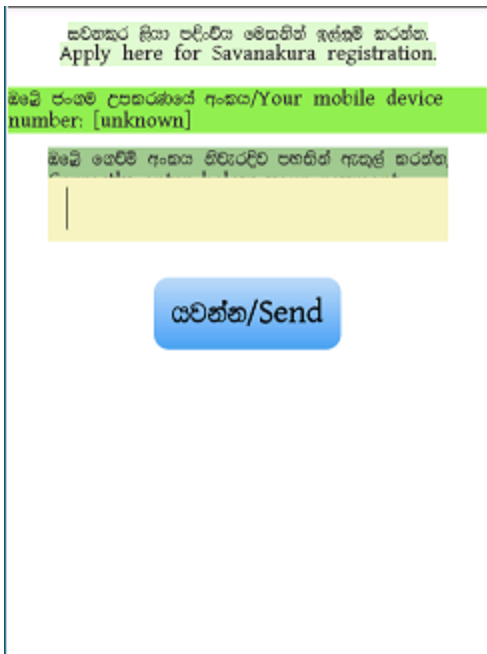 සවනකුර ලියා පදිංචිය මෙතනින් ඉල්සුම් කරන්න.
Apply here for Savanakura registration.
ඔබේ ජංගම උපකරණයේ අංකය/Your mobile device
number: [unknown]
ඔබේ ගෙවීම් අංකය නිවැරදිව පහතින් ඇතුල් කරන්න
යවන්න/Send